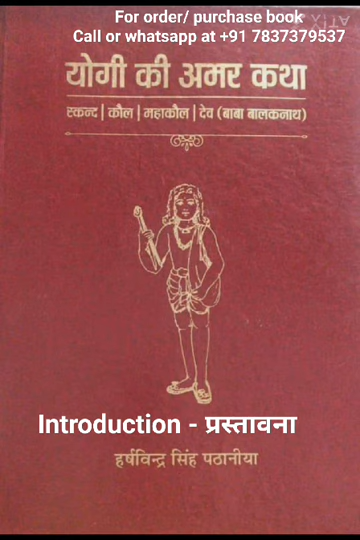 For order/ purchase book
Call or whatsapp at +91 7837379537
योगी की अमर कथा
स्कन्द | कौल | महाकौल | देव (बाबा बालकनाथ)
Introduction - प्रस्तावना
हर्षविन्द्र सिंह पठानीया